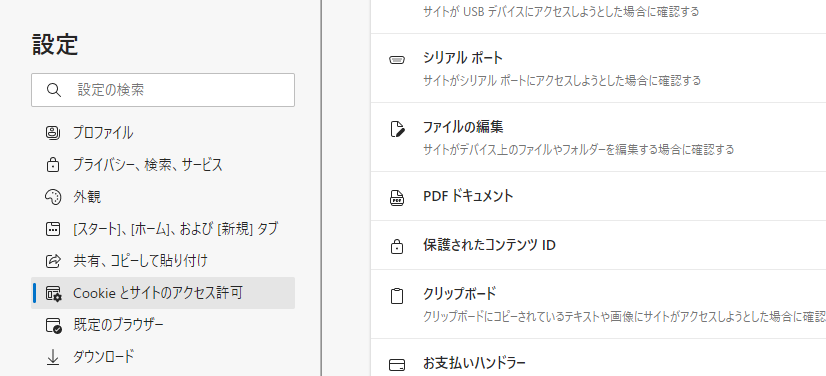 設定
設定の検索
プロファイル
プライバシー、検索、サービス
外観
[スタート]、[ホーム]、および [新規] タブ
共有、コピーして貼り付け
Cookie とサイトのアクセス許可
既定のブラウザー
ダウンロード
サイトが USB デバイスにアクセスしようとした場合に確認する
シリアル ポート
サイトがシリアル ポートにアクセスしようとした場合に確認する
ファイルの編集
サイトがデバイス上のファイルやフォルダーを編集する場合に確認する
PDF ドキュメント
保護されたコンテンツ ID
クリップボード
クリップボードにコピーされているテキストや画像にサイトがアクセスしようとした場合に確認
お支払いハンドラー